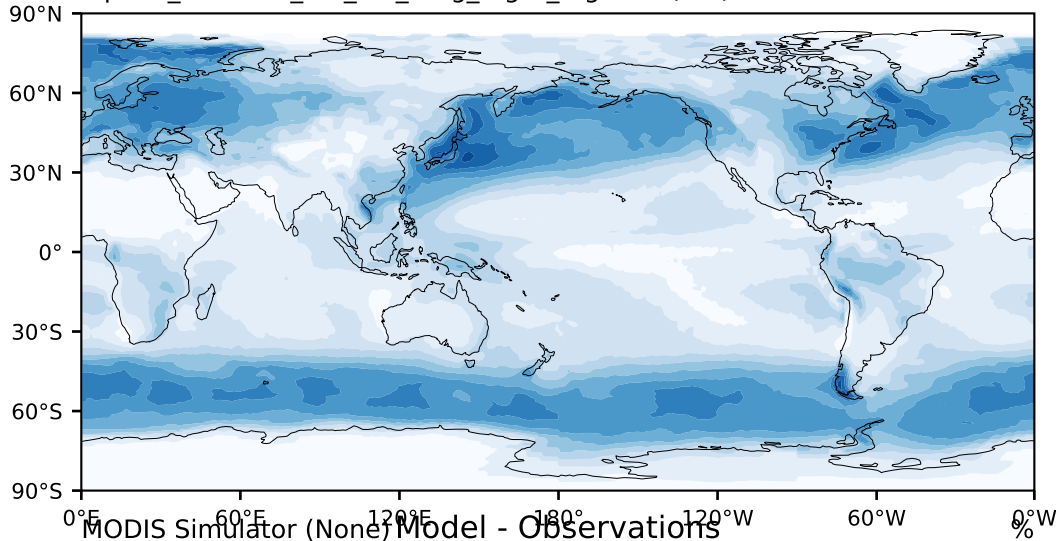 90°N
60°N
30°N
0°
30°S
60°S
90°S
0°E 60°E 120°E 180° 120°W 60°W 0°W
MODIS Simulator (None) Model - Observations %